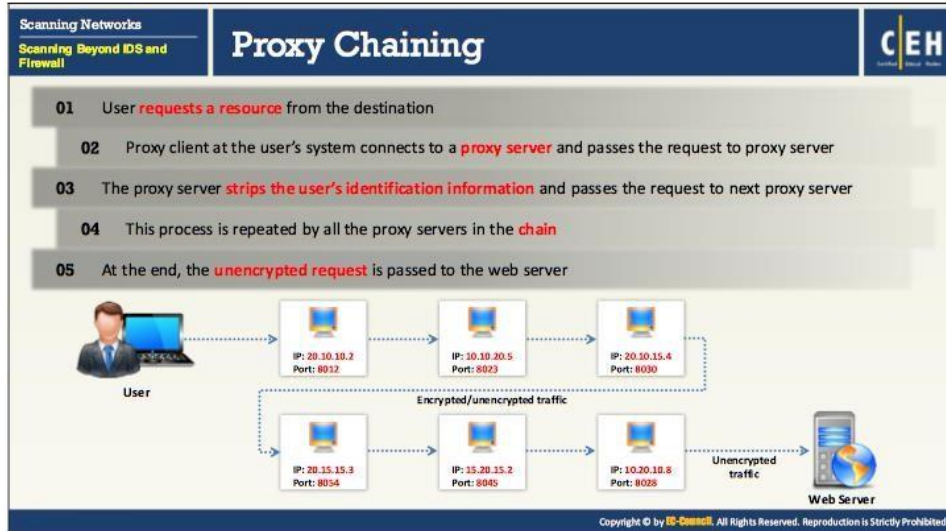 Scanning Networks
Scanning Beyond IDS and
Firewall
Proxy Chaining
C|EH
Certified Ethical Hacker
01 User requests a resource from the destination
02 Proxy client at the user's system connects to a proxy server and passes the request to proxy server
03 The proxy server strips the user's identification information and passes the request to next proxy server
04 This process is repeated by all the proxy servers in the chain
05 At the end, the unencrypted request is passed to the web server
User
IP: 20.10.10.2
Port: 8012
IP: 10.10.20.5
Port: 8023
IP: 20.10.15.4
Port: 8030
Encrypted/unencrypted traffic
IP: 20.15.15.3
Port: 8054
IP: 15.20.15.2
Port: 8045
IP: 10.20.10.8
Port: 8028
Unencrypted
traffic
Web Server
Copyright © by EC-Council. All Rights Reserved. Reproduction is Strictly Prohibited